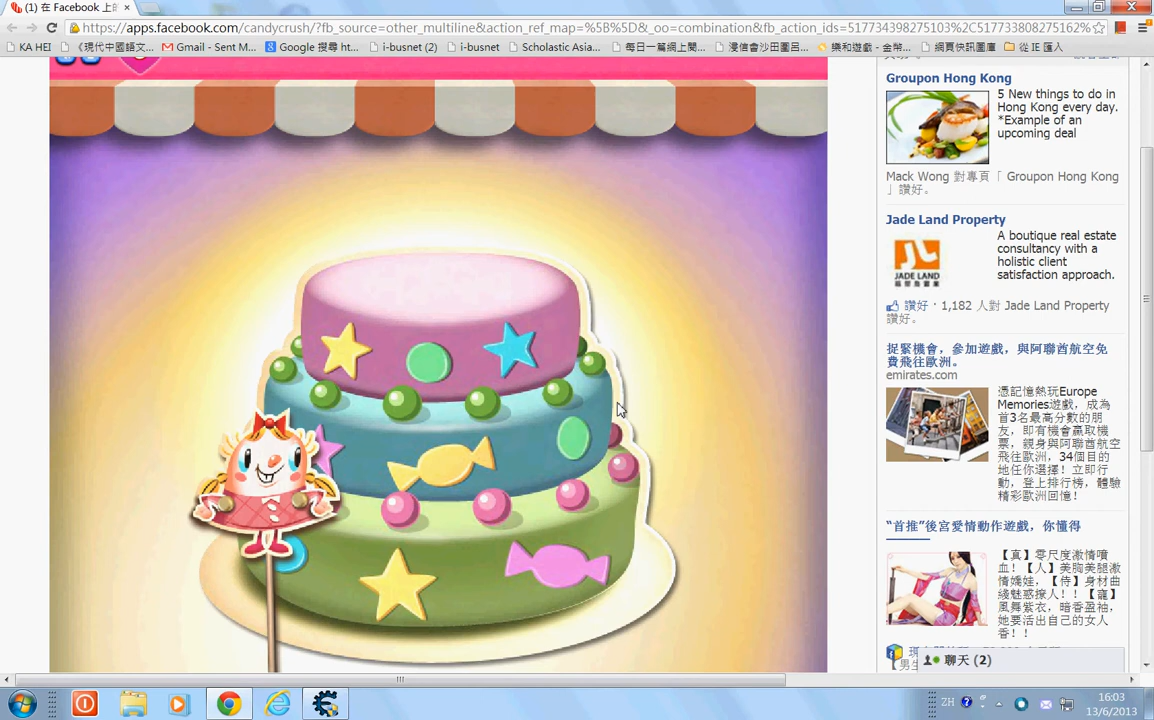 (1) 在 Facebook 上的
https://apps.facebook.com/candycrush/?fb_source=other_multiline&action_ref_map=%5B%5D&_oo=combination&fb_action_ids=517734398275103%2C517733808275162%
KA HEI 《現代中國語文... Gmail - Sent M... Google 搜尋 ht... i-busnet (2) i-busnet Scholastic Asia... 每日一篇網上閱... 漫信會沙田圍呂... 樂和遊戲 - 金幣... 網頁快訊圖庫 從 IE 匯入
Groupon Hong Kong
5 New things to do in
Hong Kong every day.
*Example of an
upcoming deal
Mack Wong 對專頁「 Groupon Hong Kong
」讚好。
Jade Land Property
A boutique real estate
consultancy with a
holistic client
satisfaction approach.
JADE LAND
讚好 · 1,182 人對 Jade Land Property
讚好。
捉緊機會，參加遊戲，與阿聯酋航空免
費飛往歐洲。
emirates.com
憑記憶熱玩Europe
Memories遊戲，成為
首3名最高分數的朋
友，即有機會贏取機
票，親身與阿聯酋航空
飛往歐洲，34個目的
地任你選擇！立即行
動，登上排行榜，體驗
精彩歐洲回憶！
“首推”後宮愛情動作遊戲，你懂得
【真】零尺度激情噴
血！【人】美胸美腿激
情嬌娃，【侍】身材曲
綫魅惑撩人！！【寵】
風舞紫衣，暗香盈袖，
她要活出自己的女人
香！！
聊天 (2)
ZH
16:03
13/6/2013